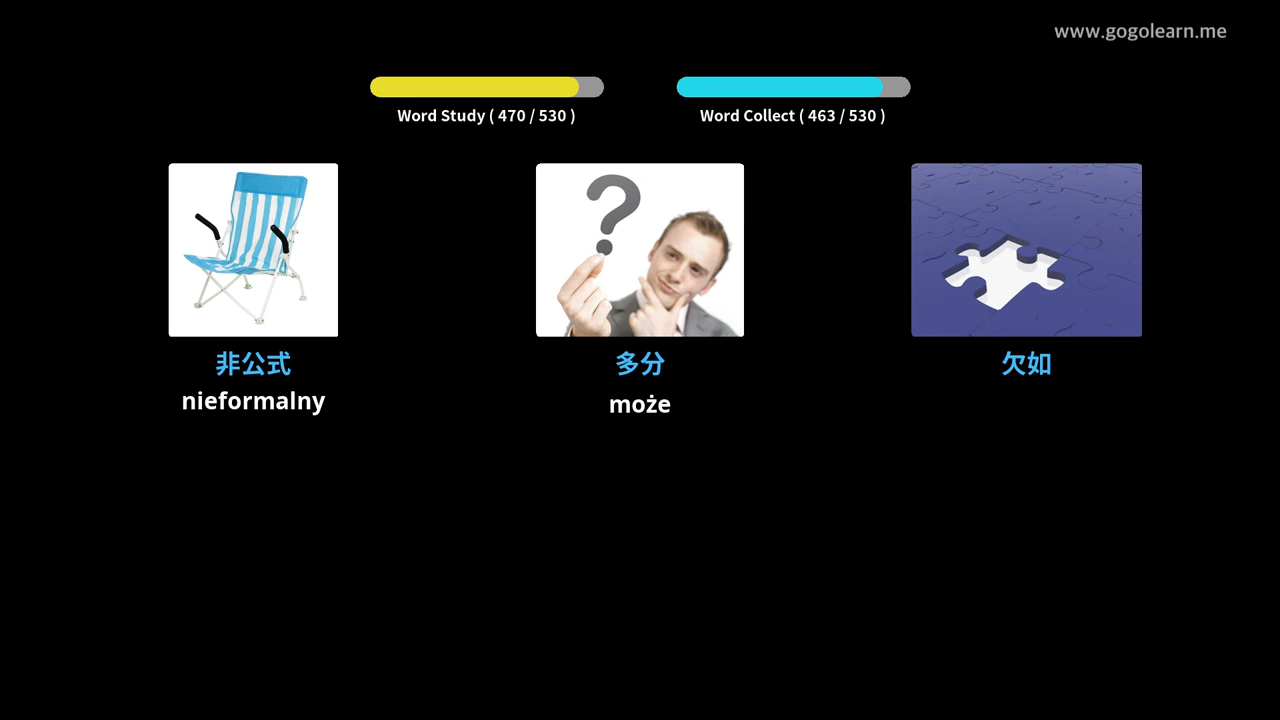 www.gogolearn.me
Word Study ( 470 / 530 )
Word Collect ( 463 / 530 )
非公式
多分
欠如
nieformalny
może